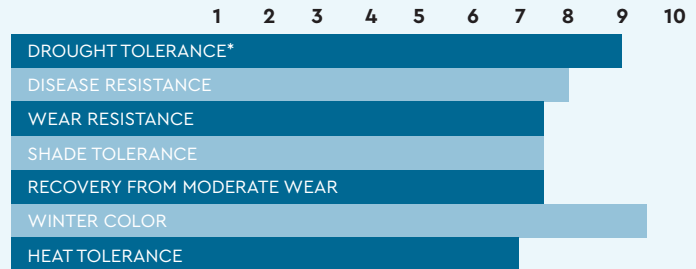 1 2 3 4 5 6 7 8 9 10
DROUGHT TOLERANCE*
DISEASE RESISTANCE
WEAR RESISTANCE
SHADE TOLERANCE
RECOVERY FROM MODERATE WEAR
WINTER COLOR
HEAT TOLERANCE